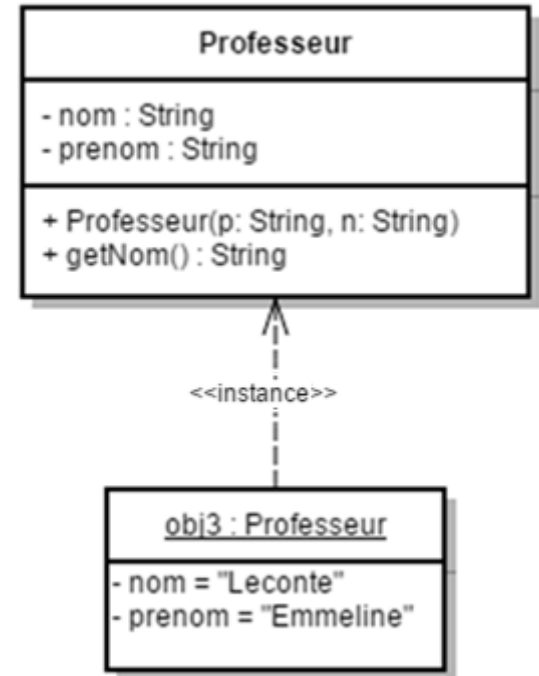 Professeur
- nom : String
- prenom : String
+ Professeur(p: String, n: String)
+ getNom() : String
<<instance>>
obj3 : Professeur
- nom = "Leconte"
- prenom = "Emmeline"